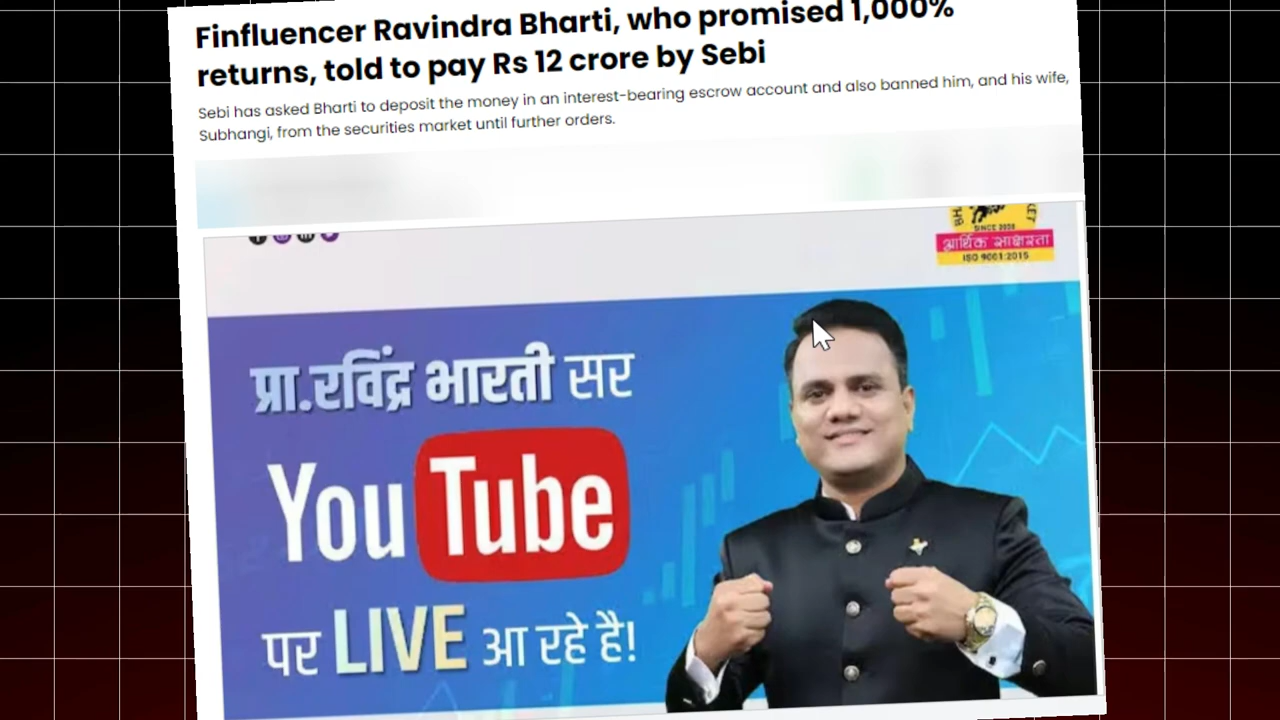 Finfluencer Ravindra Bharti, who promised 1,000%
returns, told to pay Rs 12 crore by Sebi
Sebi has asked Bharti to deposit the money in an interest-bearing escrow account and also banned him, and his wife,
Subhangi, from the securities market until further orders.
SINCE 2008
आर्थिक साक्षरता
ISO 9001:2015
प्रा.रविंद्र भारती सर
YouTube
पर LIVE आ रहे है!